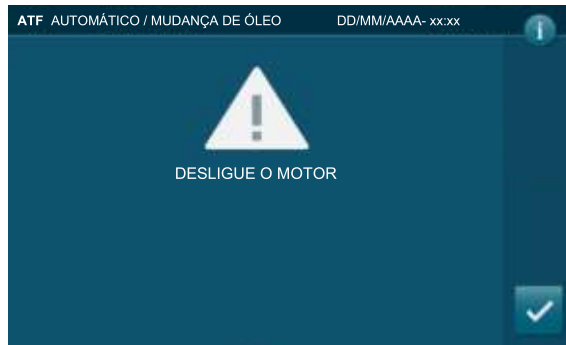 ATF AUTOMÁTICO / MUDANÇA DE ÓLEO DD/MM/AAAA- xx:xx
i
!
DESLIGUE O MOTOR